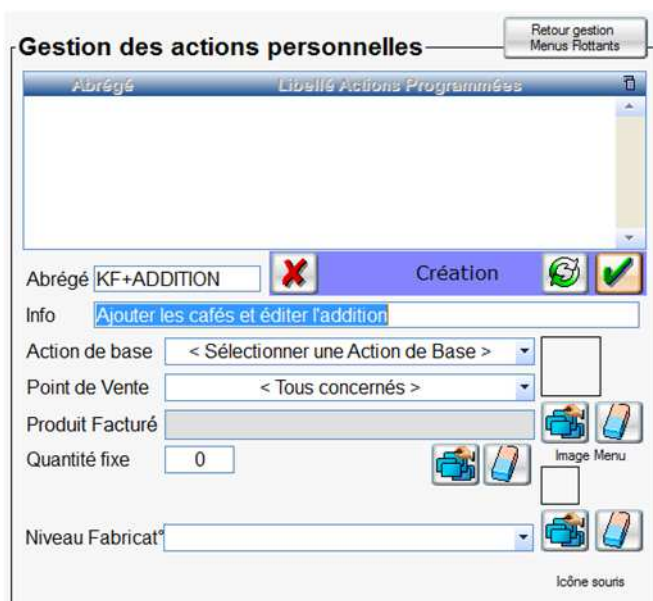 Retour gestion
Menus Flottants
Gestion des actions personnelles
Abrégé Libellé Actions Programmées
Abrégé KF+ADDITION Création
Info Ajouter les cafés et éditer l'addition
Action de base < Sélectionner une Action de Base >
Point de Vente < Tous concernés >
Produit Facturé
Quantité fixe 0
Image Menu
Niveau Fabricat°
Icône souris